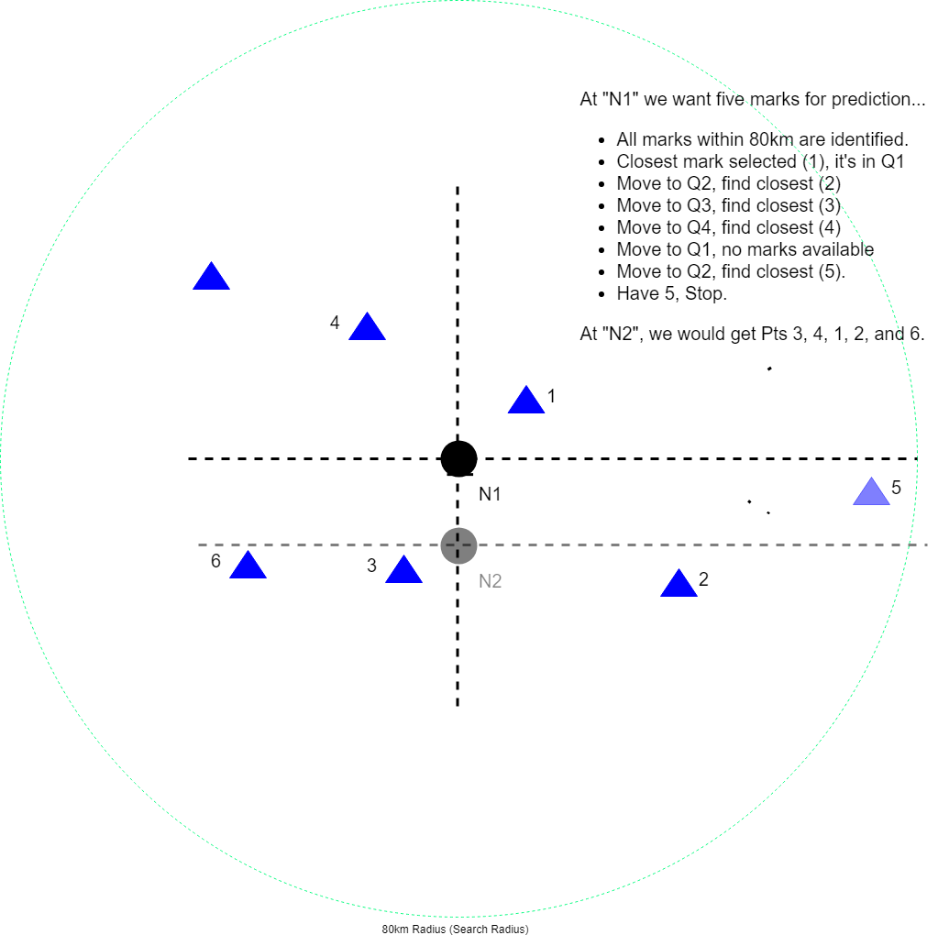 At "N1" we want five marks for prediction...
• All marks within 80km are identified.
• Closest mark selected (1), it's in Q1
• Move to Q2, find closest (2)
• Move to Q3, find closest (3)
• Move to Q4, find closest (4)
• Move to Q1, no marks available
• Move to Q2, find closest (5).
• Have 5, Stop.
At "N2", we would get Pts 3, 4, 1, 2, and 6.
4
1
N1
5
6
3
N2
2
80km Radius (Search Radius)